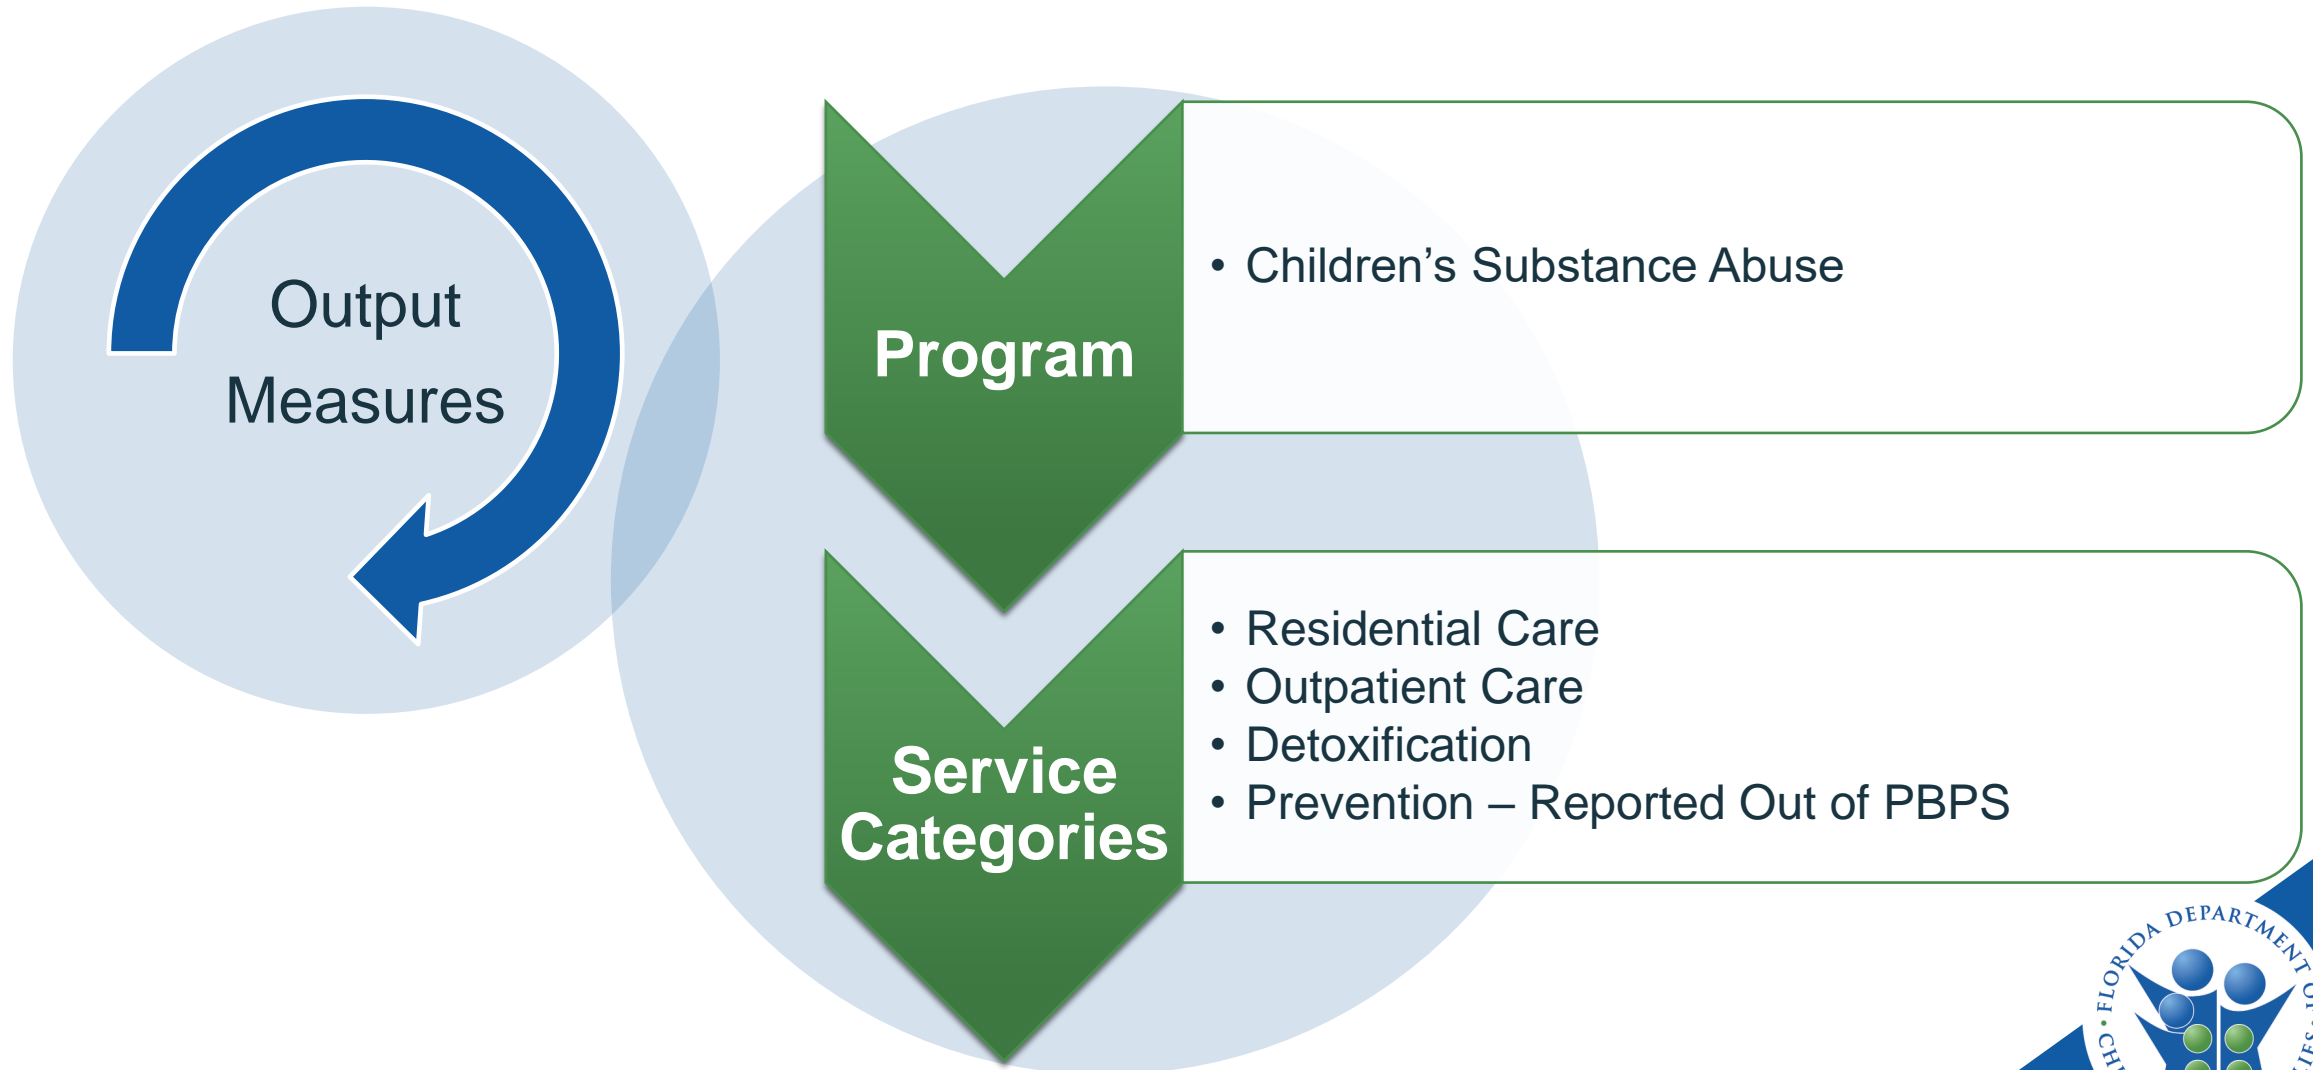 Output
Measures
Program
• Children’s Substance Abuse
Service
Categories
• Residential Care
• Outpatient Care
• Detoxification
• Prevention – Reported Out of PBPS
FLORIDA DEPARTMENT OF